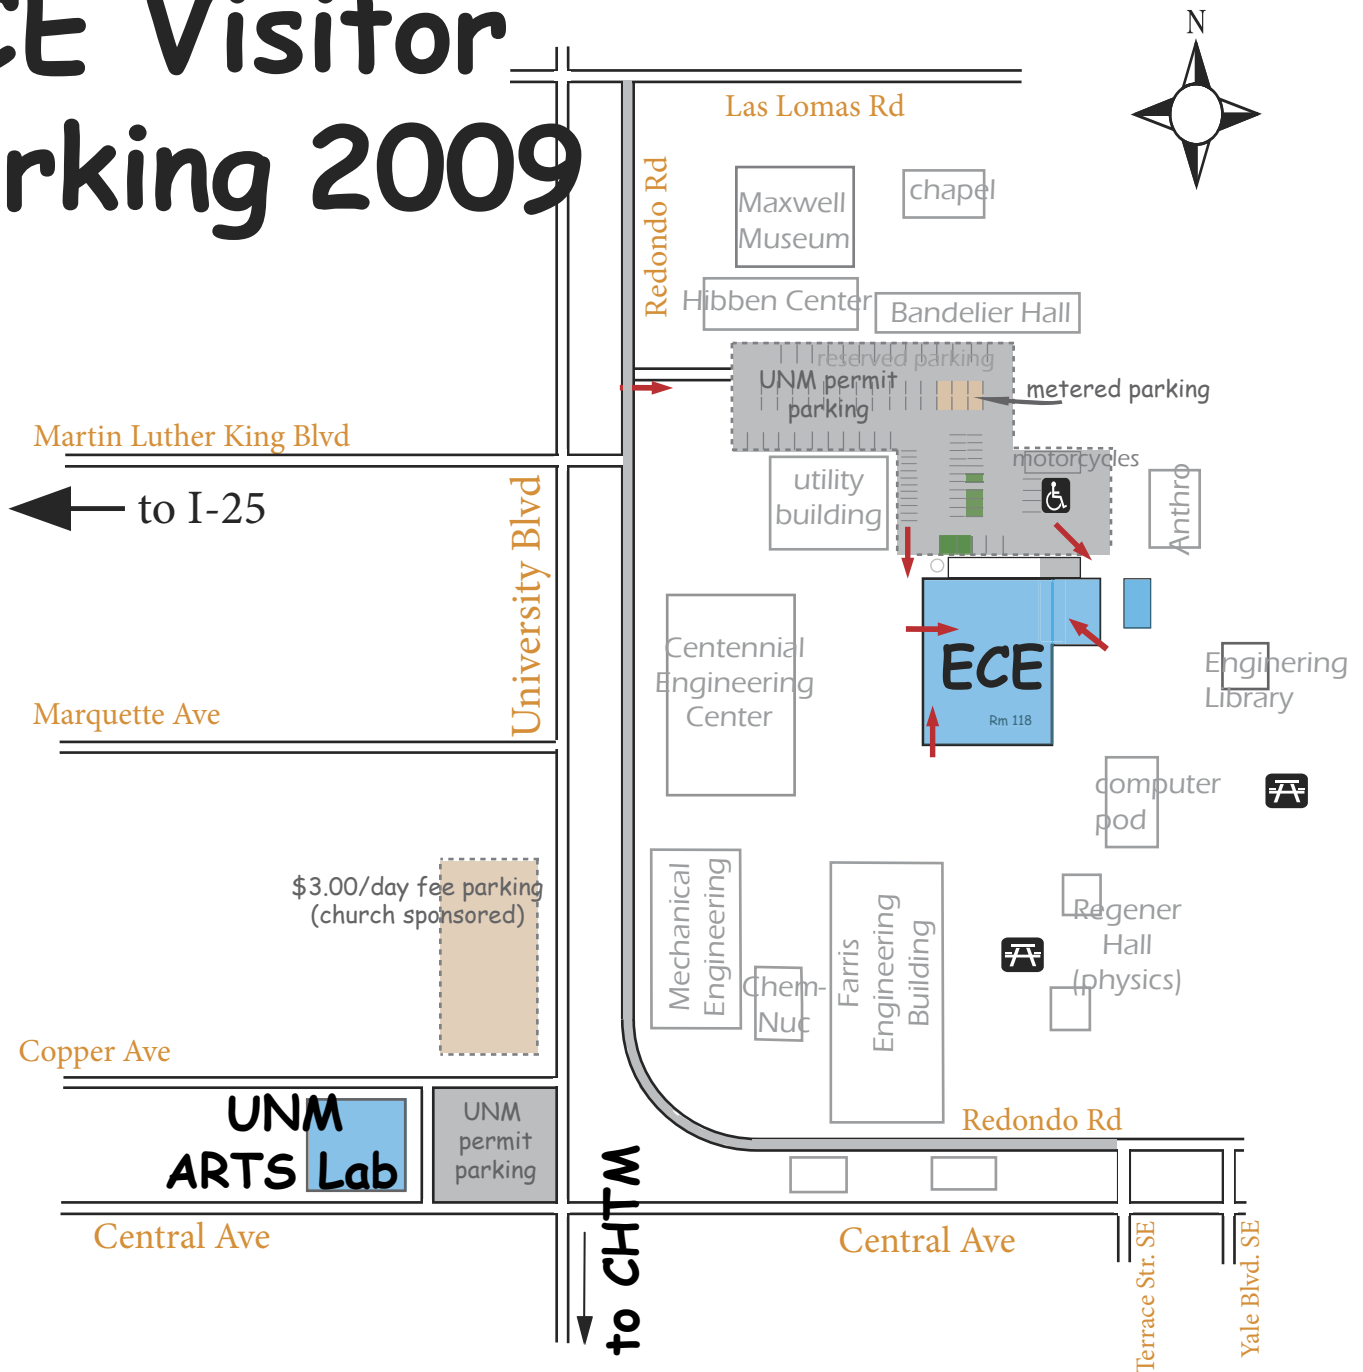 CE Visitor
rking 2009
N
Las Lomas Rd
Redondo Rd
Maxwell
Museum
chapel
Hibben Center
Bandelier Hall
reserved parking
UNM permit
parking
metered parking
Martin Luther King Blvd
to I-25
University Blvd
utility
building
motorcycles
Anthro
Centennial
Engineering
Center
ECE
Rm 118
Enginering
Library
Marquette Ave
computer
pod
$3.00/day fee parking
(church sponsored)
Mechanical
Engineering
Chem-
Nuc
Farris
Engineering
Building
Regener
Hall
(physics)
Copper Ave
UNM
ARTS Lab
UNM
permit
parking
Redondo Rd
Central Ave
to CHTM
Central Ave
Terrace Str. SE
Yale Blvd. SE